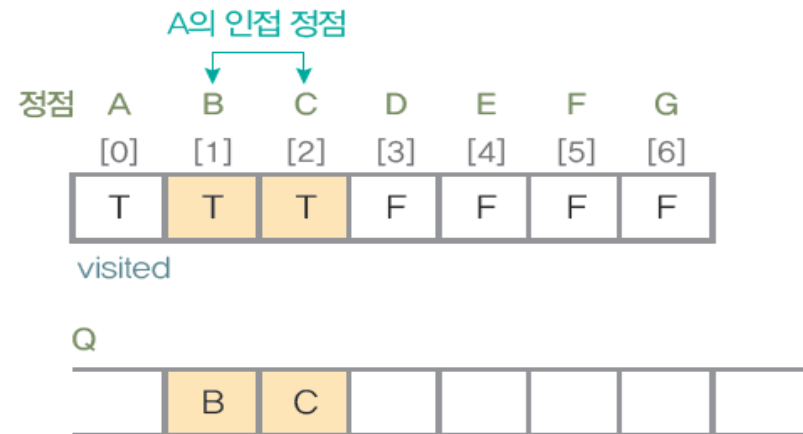 A의 인접 정점
정점 A B C D E F G
[0] [1] [2] [3] [4] [5] [6]
T T T F F F F
visited
Q
B C